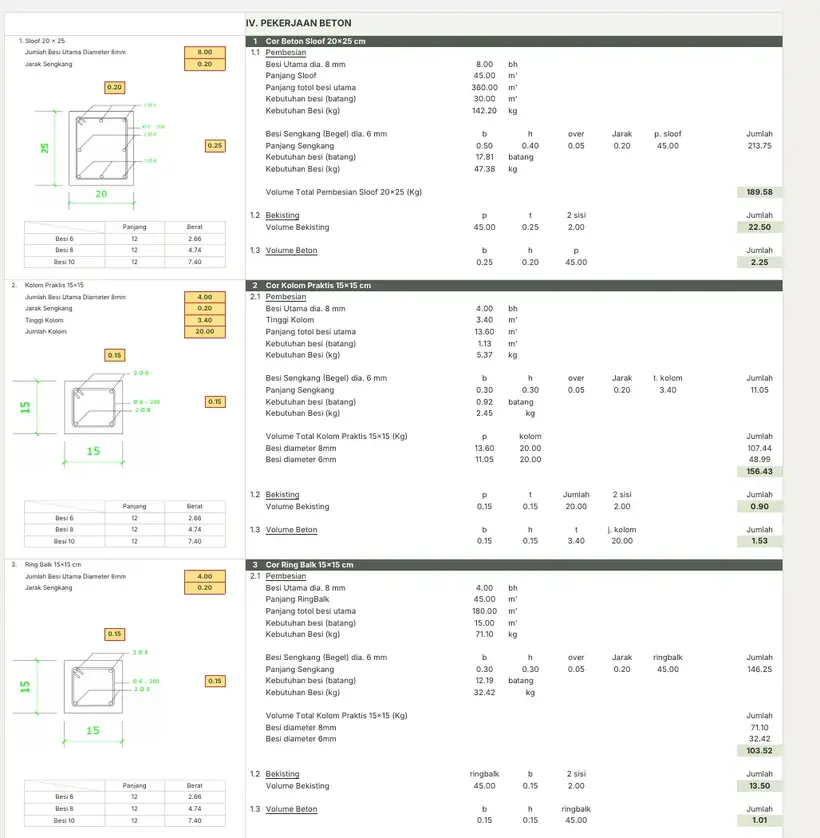 IV. PEKERJAAN BETON
1. Sloof 20 x 25
Jumlah Besi Utama Diameter 8mm 8.00
Jarak Sengkang 0.20
0.20
0.25
25
20
Panjang Berat
Besi 6 12 2.66
Besi 8 12 4.74
Besi 10 12 7.40
1 Cor Beton Sloof 20x25 cm
1.1 Pembesian
Besi Utama dia. 8 mm 8.00 bh
Panjang Sloof 45.00 m'
Panjang totol besi utama 360.00 m'
Kebutuhan besi (batang) 30.00 m'
Kebutuhan Besi (kg) 142.20 kg
Besi Sengkang (Begel) dia. 6 mm b h over Jarak p. sloof Jumlah
Panjang Sengkang 0.50 0.40 0.05 0.20 45.00 213.75
Kebutuhan besi (batang) 17.81 batang
Kebutuhan Besi (kg) 47.38 kg
Volume Total Pembesian Sloof 20x25 (Kg) 189.58
1.2 Bekisting p t 2 sisi Jumlah
Volume Bekisting 45.00 0.25 2.00 22.50
1.3 Volume Beton b h p Jumlah
0.25 0.20 45.00 2.25
2. Kolom Praktis 15x15
Jumlah Besi Utama Diameter 8mm 4.00
Jarak Sengkang 0.20
Tinggi Kolom 3.40
Jumlah Kolom 20.00
0.15
2 Ø 8
Ø 8 - 200
2 Ø 8
0.15
15
15
Panjang Berat
Besi 6 12 2.66
Besi 8 12 4.74
Besi 10 12 7.40
2 Cor Kolom Praktis 15x15 cm
2.1 Pembesian
Besi Utama dia. 8 mm 4.00 bh
Tinggi Kolom 3.40 m'
Panjang totol besi utama 13.60 m'
Kebutuhan besi (batang) 1.13 m'
Kebutuhan Besi (kg) 5.37 kg
Besi Sengkang (Begel) dia. 6 mm b h over Jarak t. kolom Jumlah
Panjang Sengkang 0.30 0.30 0.05 0.20 3.40 11.05
Kebutuhan besi (batang) 0.92 batang
Kebutuhan Besi (kg) 2.45 kg
Volume Total Kolom Praktis 15x15 (Kg) p kolom Jumlah
Besi diameter 8mm 13.60 20.00 107.44
Besi diameter 6mm 11.05 20.00 48.99
156.43
1.2 Bekisting p t Jumlah 2 sisi Jumlah
Volume Bekisting 0.15 0.15 20.00 2.00 0.90
1.3 Volume Beton b h t j. kolom Jumlah
0.15 0.15 3.40 20.00 1.53
3. Ring Balk 15x15 cm
Jumlah Besi Utama Diameter 8mm 4.00
Jarak Sengkang 0.20
0.15
Ø 6 - 200
2 Ø 8
0.15
15
15
Panjang Berat
Besi 6 12 2.66
Besi 8 12 4.74
Besi 10 12 7.40
3 Cor Ring Balk 15x15 cm
2.1 Pembesian
Besi Utama dia. 8 mm 4.00 bh
Panjang RingBalk 45.00 m'
Panjang totol besi utama 180.00 m'
Kebutuhan besi (batang) 15.00 m'
Kebutuhan Besi (kg) 71.10 kg
Besi Sengkang (Begel) dia. 6 mm b h over Jarak ringbalk Jumlah
Panjang Sengkang 0.30 0.30 0.05 0.20 45.00 146.25
Kebutuhan besi (batang) 12.19 batang
Kebutuhan Besi (kg) 32.42 kg
Volume Total Kolom Praktis 15x15 (Kg) Jumlah
Besi diameter 8mm 71.10
Besi diameter 6mm 32.42
103.52
1.2 Bekisting ringbalk b 2 sisi Jumlah
Volume Bekisting 45.00 0.15 2.00 13.50
1.3 Volume Beton b h ringbalk Jumlah
0.15 0.15 45.00 1.01